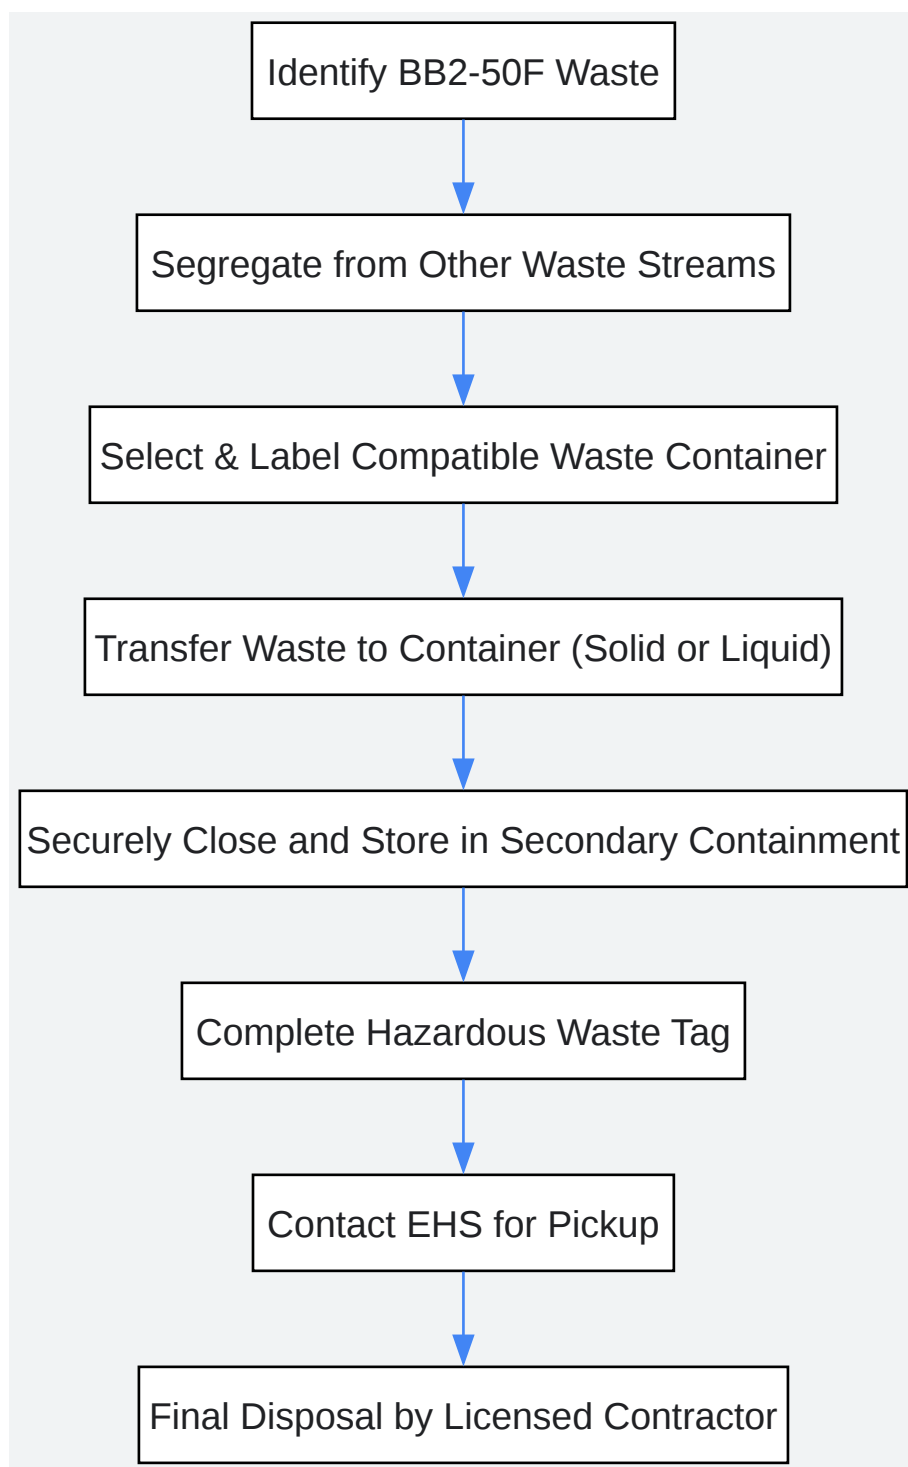 Identify BB2-50F Waste
Segregate from Other Waste Streams
Select & Label Compatible Waste Container
Transfer Waste to Container (Solid or Liquid)
Securely Close and Store in Secondary Containment
Complete Hazardous Waste Tag
Contact EHS for Pickup
Final Disposal by Licensed Contractor